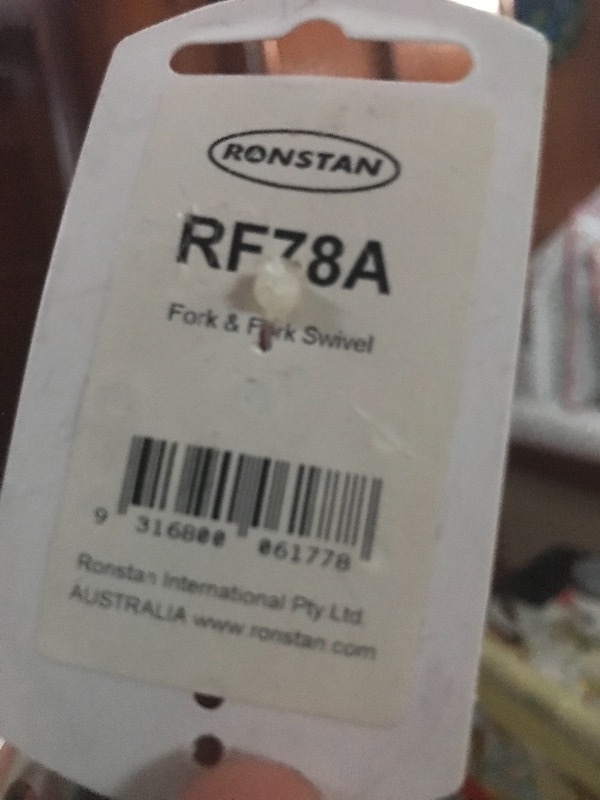 RONSTAN
RF78A
Fork & Fork Swivel
9 316800 061778
Ronstan International Pty Ltd.
AUSTRALIA www.ronstan.com